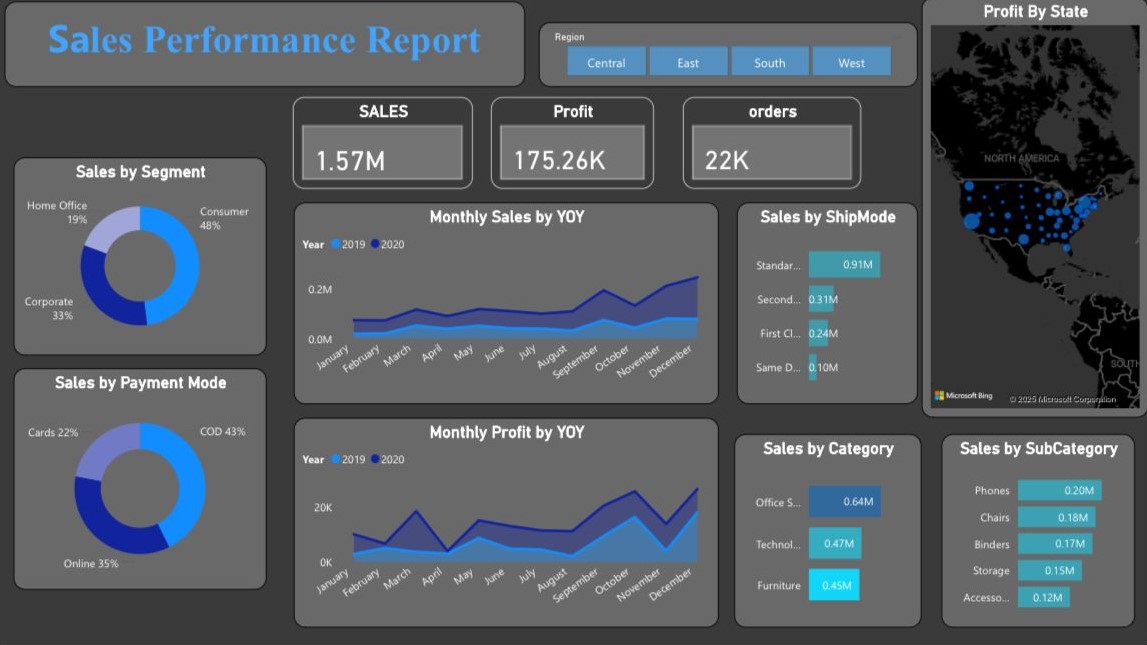 Sales Performance Report
Region
Central
East
South
West
Profit By State
NORTH AMERICA
SOUTH
Microsoft Bing
© 2025 Microsoft Corporation
SALES
1.57M
Profit
175.26K
orders
22K
Sales by Segment
Home Office
19%
Consumer
48%
Corporate
33%
Monthly Sales by YOY
Year 2019 2020
0.2M
0.0M
January
February
March
April
May
June
July
August
September
October
November
December
Sales by ShipMode
Standar... 0.91M
Second... 0.31M
First Cl... 0.24M
Same D... 0.10M
Sales by Payment Mode
Cards 22%
COD 43%
Online 35%
Monthly Profit by YOY
Year 2019 2020
20K
0K
January
February
March
April
May
June
July
August
September
October
November
December
Sales by Category
Office S... 0.64M
Technol... 0.47M
Furniture 0.45M
Sales by SubCategory
Phones 0.20M
Chairs 0.18M
Binders 0.17M
Storage 0.15M
Accesso... 0.12M